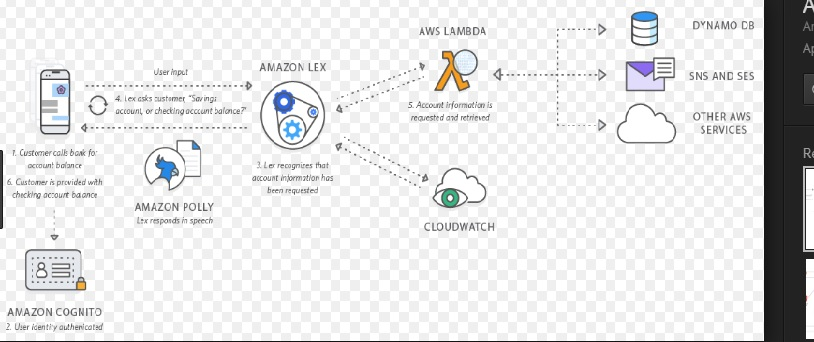 User input
4. Lex asks customer, "Savings
account, or checking account balance?"
1. Customer calls bank for
account balance
6. Customer is provided with
checking account balance
AMAZON COGNITO
2. User identity authenticated
AMAZON POLLY
Lex responds in speech
AMAZON LEX
3. Lex recognizes that
account information has
been requested
AWS LAMBDA
5. Account information is
requested and retrieved
CLOUDWATCH
DYNAMO DB
SNS AND SES
OTHER AWS
SERVICES